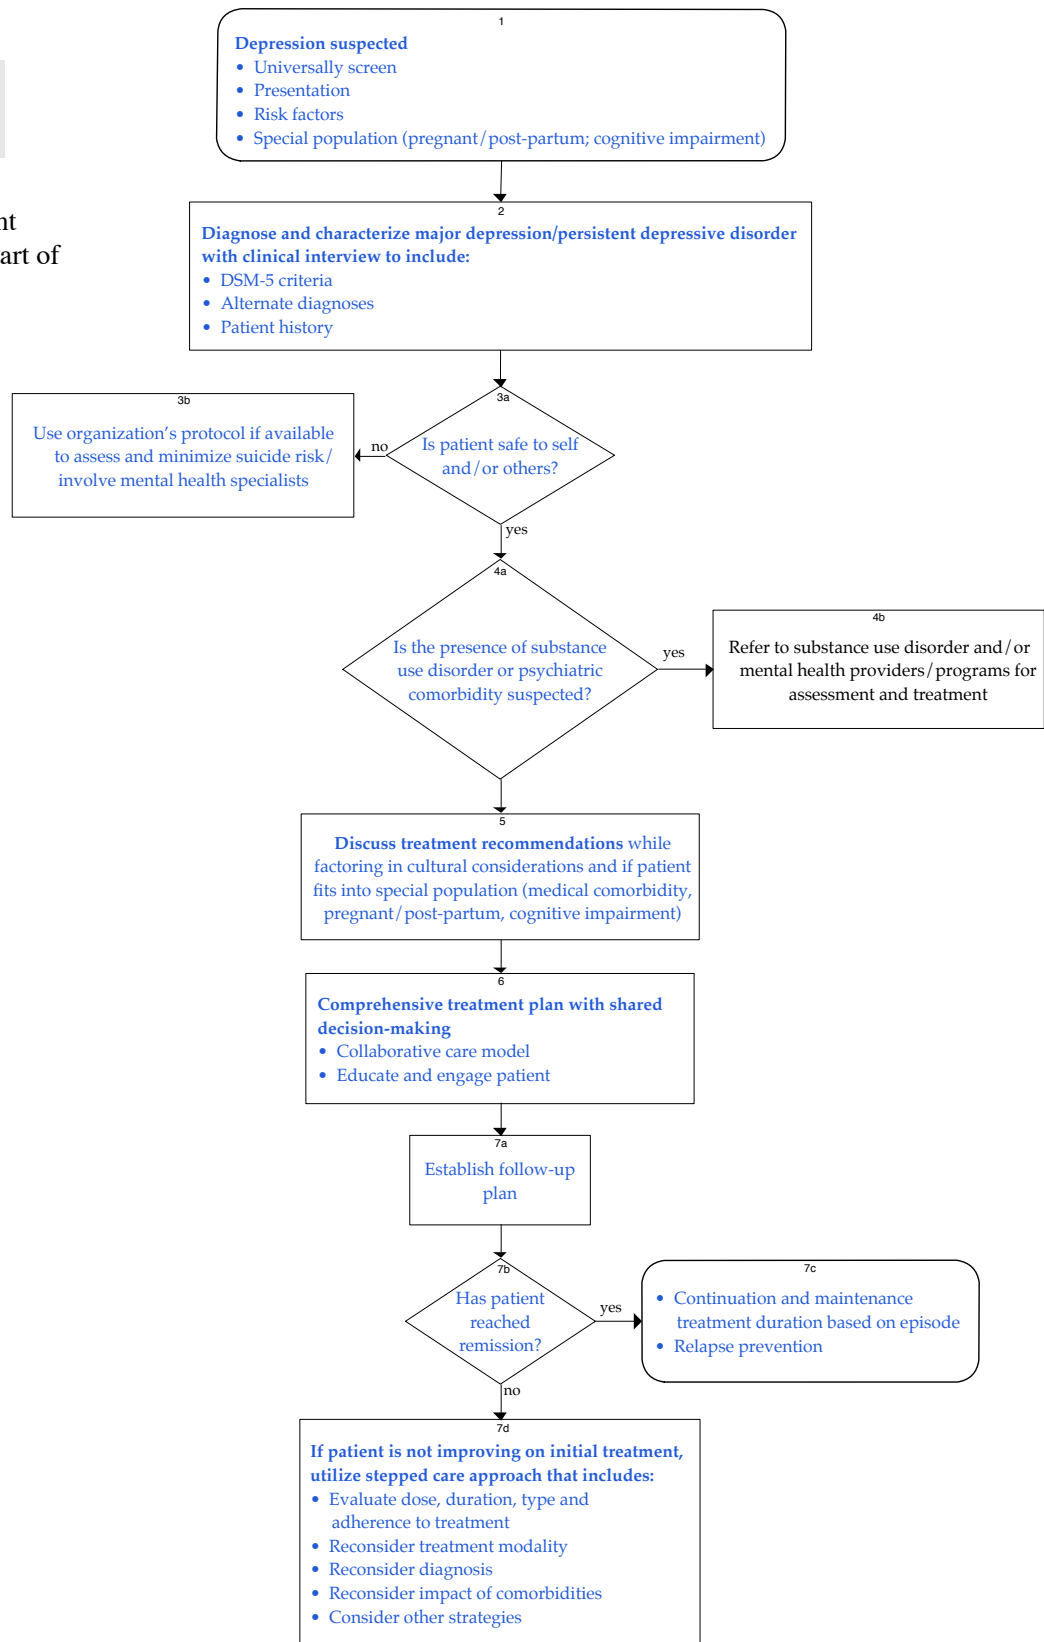 1
Depression suspected
• Universally screen
• Presentation
• Risk factors
• Special population (pregnant/post-partum; cognitive impairment)
2
Diagnose and characterize major depression/persistent depressive disorder
with clinical interview to include:
• DSM-5 criteria
• Alternate diagnoses
• Patient history
3a
Is patient safe to self
and/or others?
no
3b
Use organization's protocol if available
to assess and minimize suicide risk/
involve mental health specialists
yes
4a
Is the presence of substance
use disorder or psychiatric
comorbidity suspected?
yes
4b
Refer to substance use disorder and/or
mental health providers/programs for
assessment and treatment
5
Discuss treatment recommendations while
factoring in cultural considerations and if patient
fits into special population (medical comorbidity,
pregnant/post-partum, cognitive impairment)
6
Comprehensive treatment plan with shared
decision-making
• Collaborative care model
• Educate and engage patient
7a
Establish follow-up
plan
7b
Has patient
reached
remission?
yes
7c
• Continuation and maintenance
treatment duration based on episode
• Relapse prevention
no
7d
If patient is not improving on initial treatment,
utilize stepped care approach that includes:
• Evaluate dose, duration, type and
adherence to treatment
• Reconsider treatment modality
• Reconsider diagnosis
• Reconsider impact of comorbidities
• Consider other strategies
nt
art of